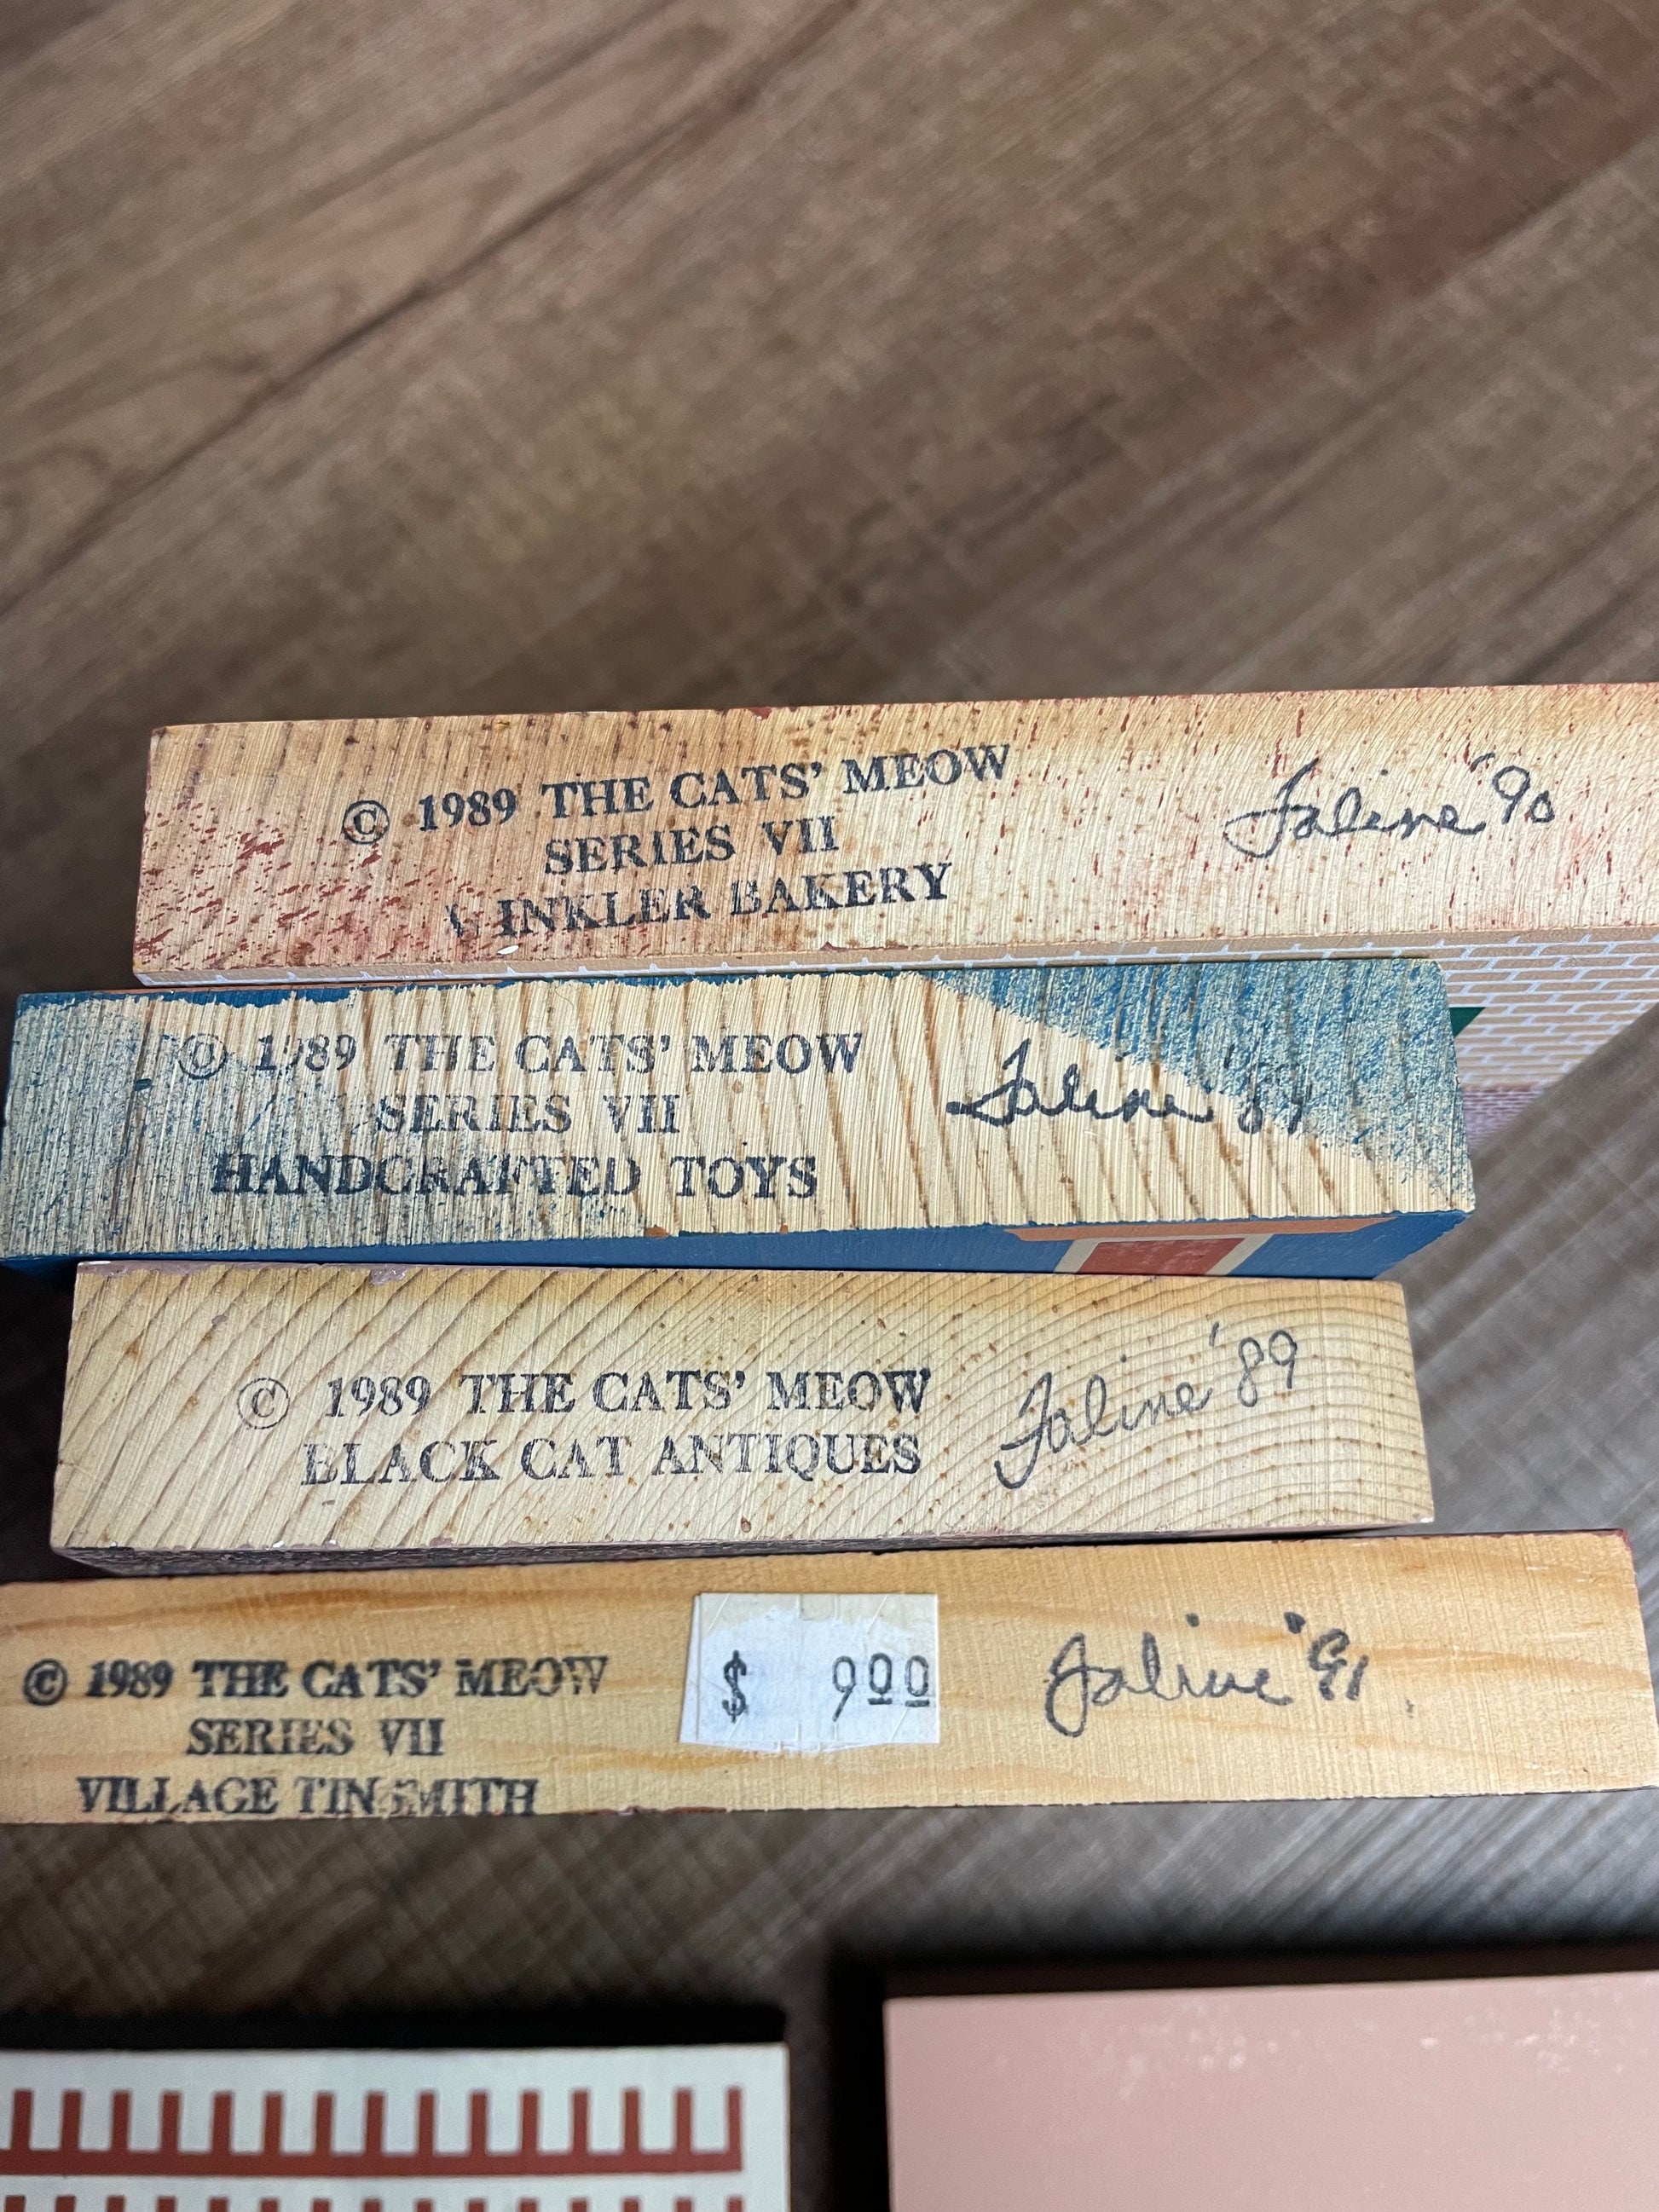 © 1989 THE CATS' MEOW
SERIES VII
WINKLER BAKERY
Faline '90
© 1989 THE CATS' MEOW
SERIES VII
HANDCRAFTED TOYS
Faline '89
© 1989 THE CATS' MEOW
BLACK CAT ANTIQUES
Faline '89
© 1989 THE CATS' MEOW
SERIES VII
VILLAGE TINSMITH
$ 900
Faline '91